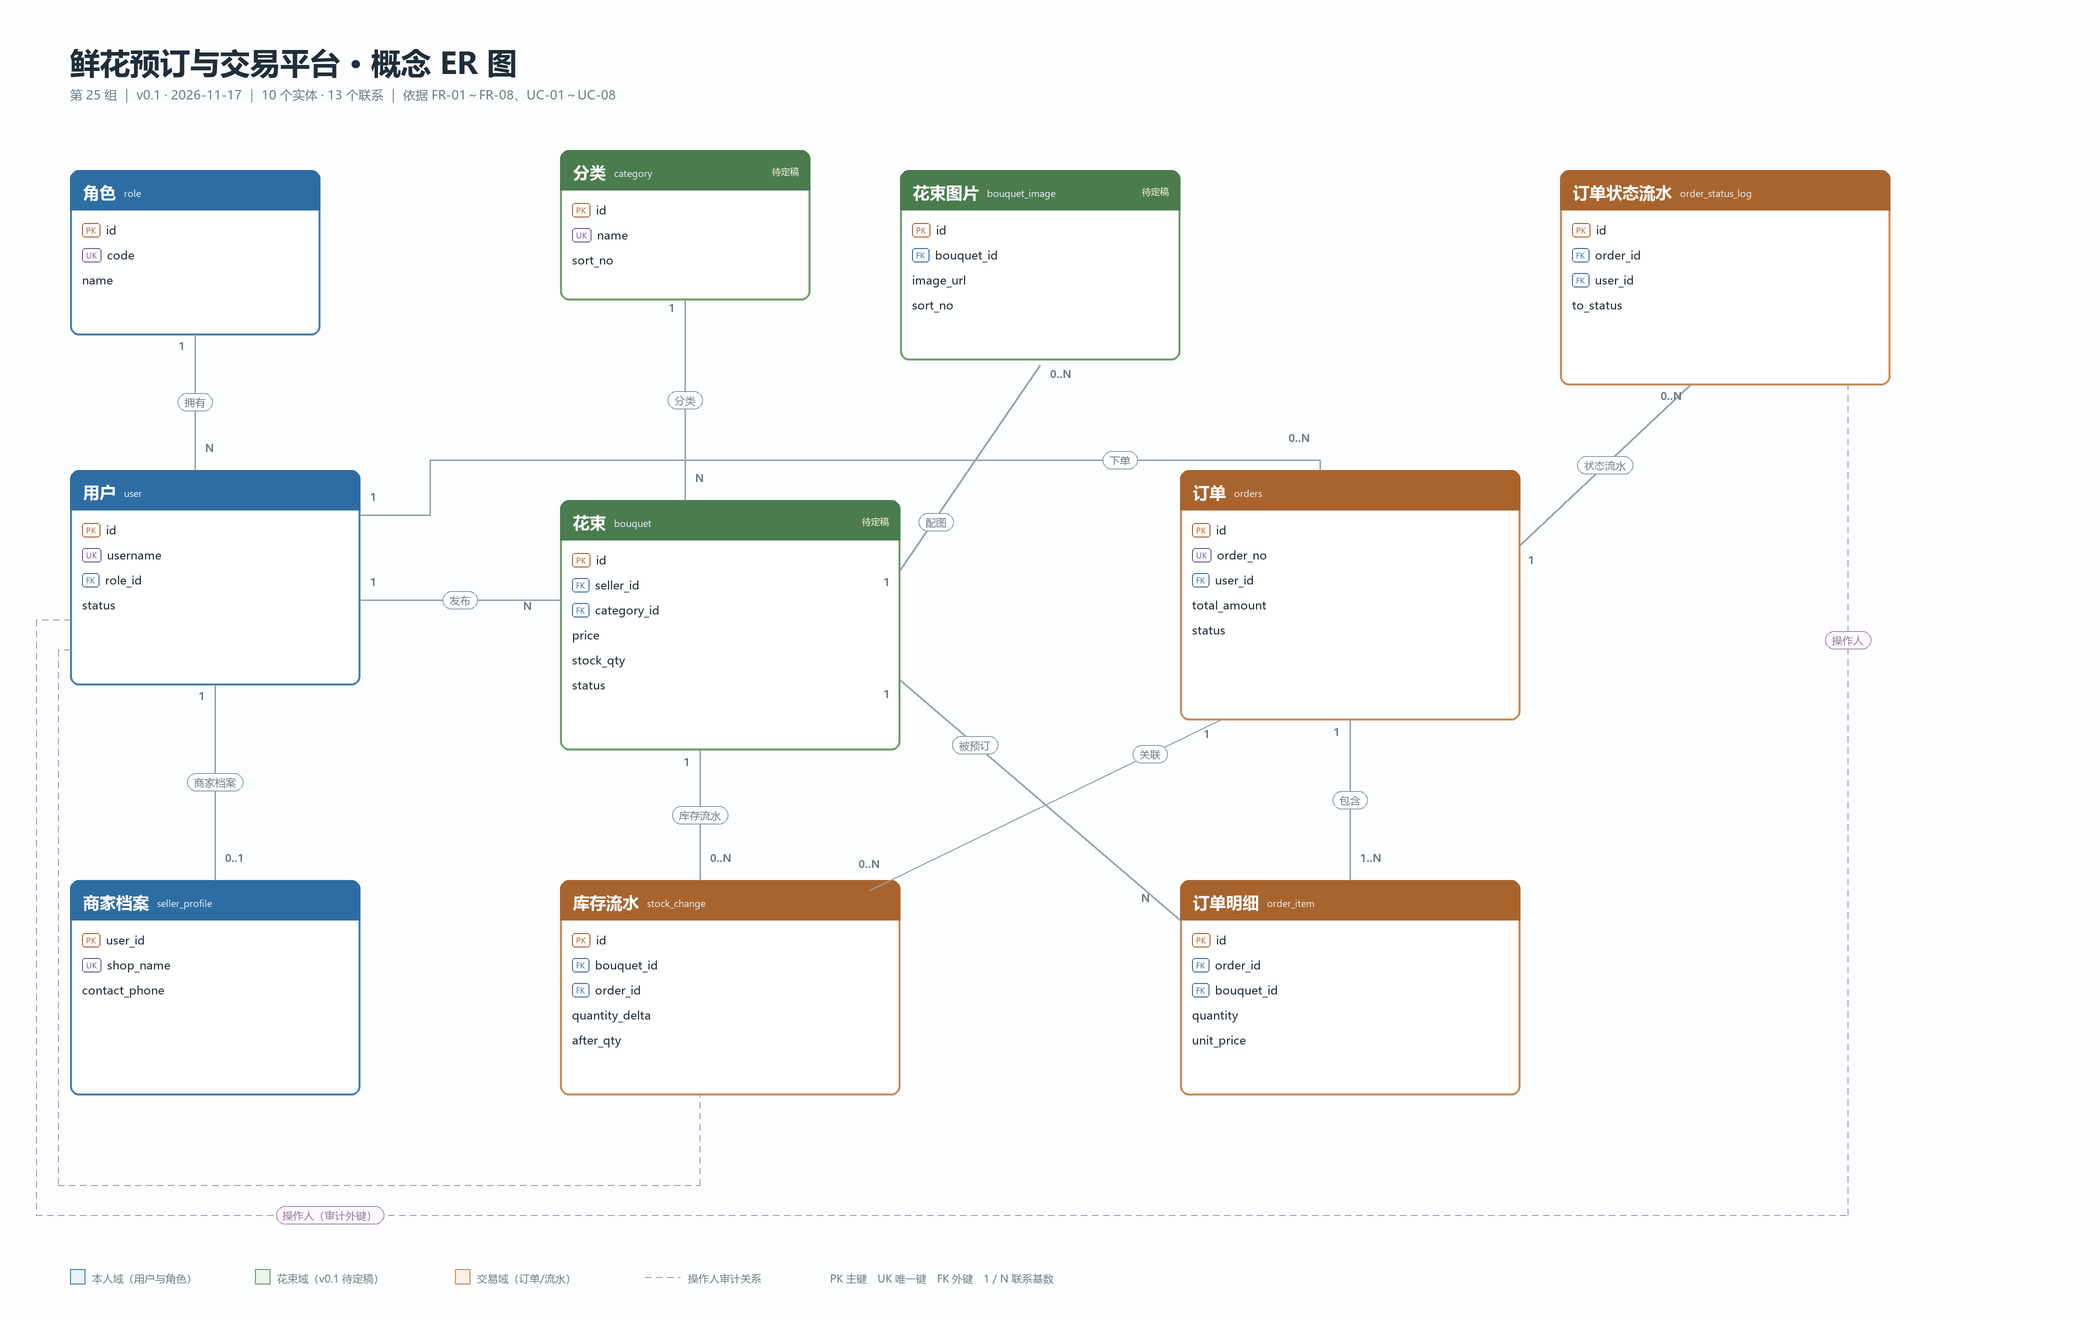 鲜花预订与交易平台 · 概念 ER 图
第 25 组 | v0.1 · 2026-11-17 | 10 个实体 · 13 个联系 | 依据 FR-01~FR-08、UC-01~UC-08
角色 role
PK id
UK code
name
分类 category 待定稿
PK id
UK name
sort_no
花束图片 bouquet_image 待定稿
PK id
FK bouquet_id
image_url
sort_no
订单状态流水 order_status_log
PK id
FK order_id
FK user_id
to_status
1
拥有
N
1
分类
N
0..N
配图
1
0..N
下单
1
0..N
状态流水
1
用户 user
PK id
UK username
FK role_id
status
1
发布
N
花束 bouquet 待定稿
PK id
FK seller_id
FK category_id
price
stock_qty
status
订单 orders
PK id
UK order_no
FK user_id
total_amount
status
操作人
1
商家档案
0..1
1
库存流水
0..N
1
被预订
N
1
关联
0..N
1
包含
1..N
商家档案 seller_profile
PK user_id
UK shop_name
contact_phone
库存流水 stock_change
PK id
FK bouquet_id
FK order_id
quantity_delta
after_qty
订单明细 order_item
PK id
FK order_id
FK bouquet_id
quantity
unit_price
操作人（审计外键）
本人域（用户与角色）
花束域（v0.1 待定稿）
交易域（订单/流水）
操作人审计关系
PK 主键 UK 唯一键 FK 外键 1 / N 联系基数